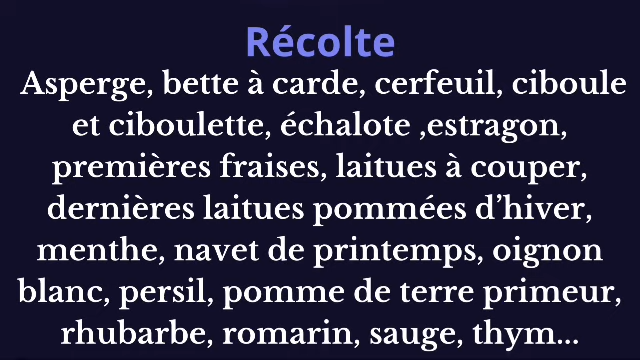 Récolte
Asperge, bette à carde, cerfeuil, ciboule
et ciboulette, échalote ,estragon,
premières fraises, laitues à couper,
dernières laitues pommées d’hiver,
menthe, navet de printemps, oignon
blanc, persil, pomme de terre primeur,
rhubarbe, romarin, sauge, thym...